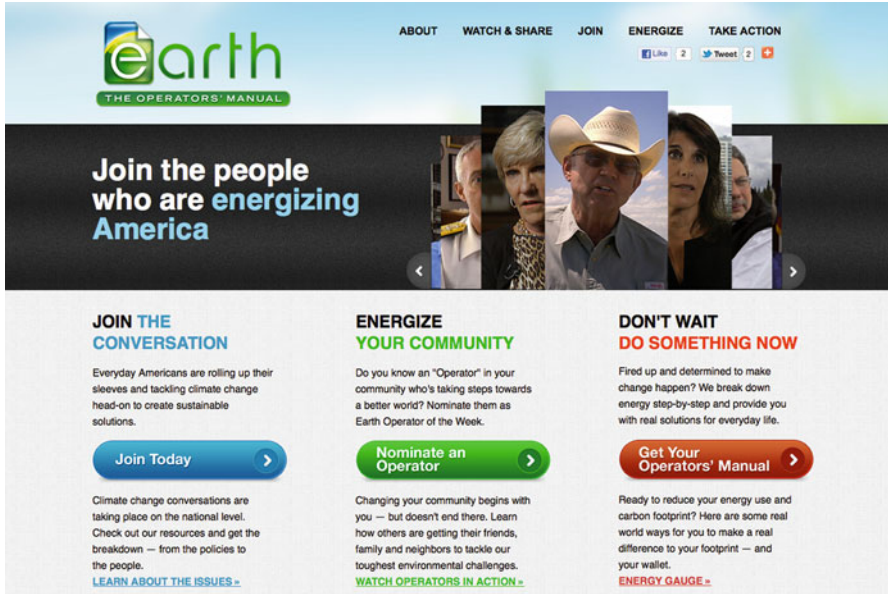 earth
THE OPERATORS' MANUAL
ABOUT WATCH & SHARE JOIN ENERGIZE TAKE ACTION
Like 2 Tweet 2
Join the people
who are energizing
America
JOIN THE
CONVERSATION
Everyday Americans are rolling up their
sleeves and tackling climate change
head-on to create sustainable
solutions.
Join Today
Climate change conversations are
taking place on the national level.
Check out our resources and get the
breakdown — from the policies to
the people.
LEARN ABOUT THE ISSUES »
ENERGIZE
YOUR COMMUNITY
Do you know an "Operator" in your
community who's taking steps towards
a better world? Nominate them as
Earth Operator of the Week.
Nominate an
Operator
Changing your community begins with
you — but doesn't end there. Learn
how others are getting their friends,
family and neighbors to tackle our
toughest environmental challenges.
WATCH OPERATORS IN ACTION »
DON'T WAIT
DO SOMETHING NOW
Fired up and determined to make
change happen? We break down
energy step-by-step and provide you
with real solutions for everyday life.
Get Your
Operators' Manual
Ready to reduce your energy use and
carbon footprint? Here are some real
world ways for you to make a real
difference to your footprint — and
your wallet.
ENERGY GAUGE »